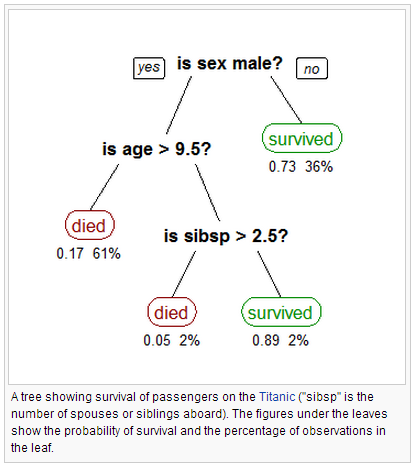 yes is sex male? no
is age > 9.5?
survived
0.73 36%
died
0.17 61%
is sibsp > 2.5?
died survived
0.05 2% 0.89 2%
A tree showing survival of passengers on the Titanic ("sibsp" is the
number of spouses or siblings aboard). The figures under the leaves
show the probability of survival and the percentage of observations in
the leaf.